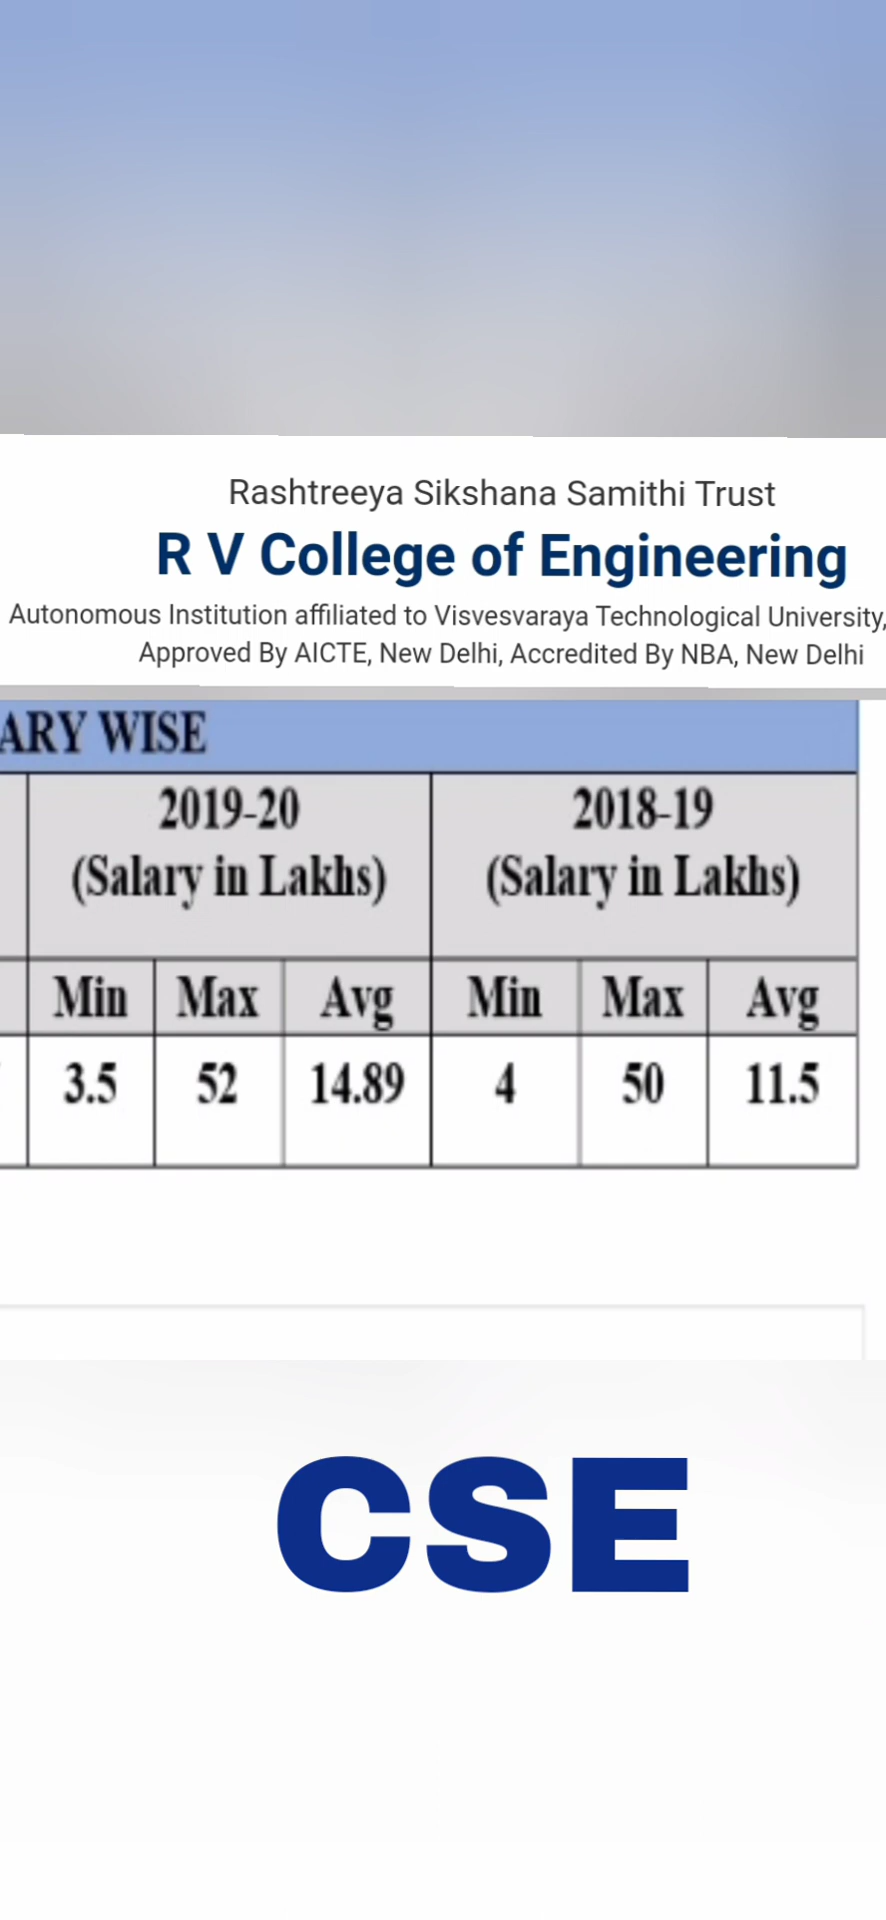 Rashtreeya Sikshana Samithi Trust
R V College of Engineering
Autonomous Institution affiliated to Visvesvaraya Technological University,
Approved By AICTE, New Delhi, Accredited By NBA, New Delhi
ARY WISE
2019-20 2018-19
(Salary in Lakhs) (Salary in Lakhs)
Min Max Avg Min Max Avg
3.5 52 14.89 4 50 11.5
CSE